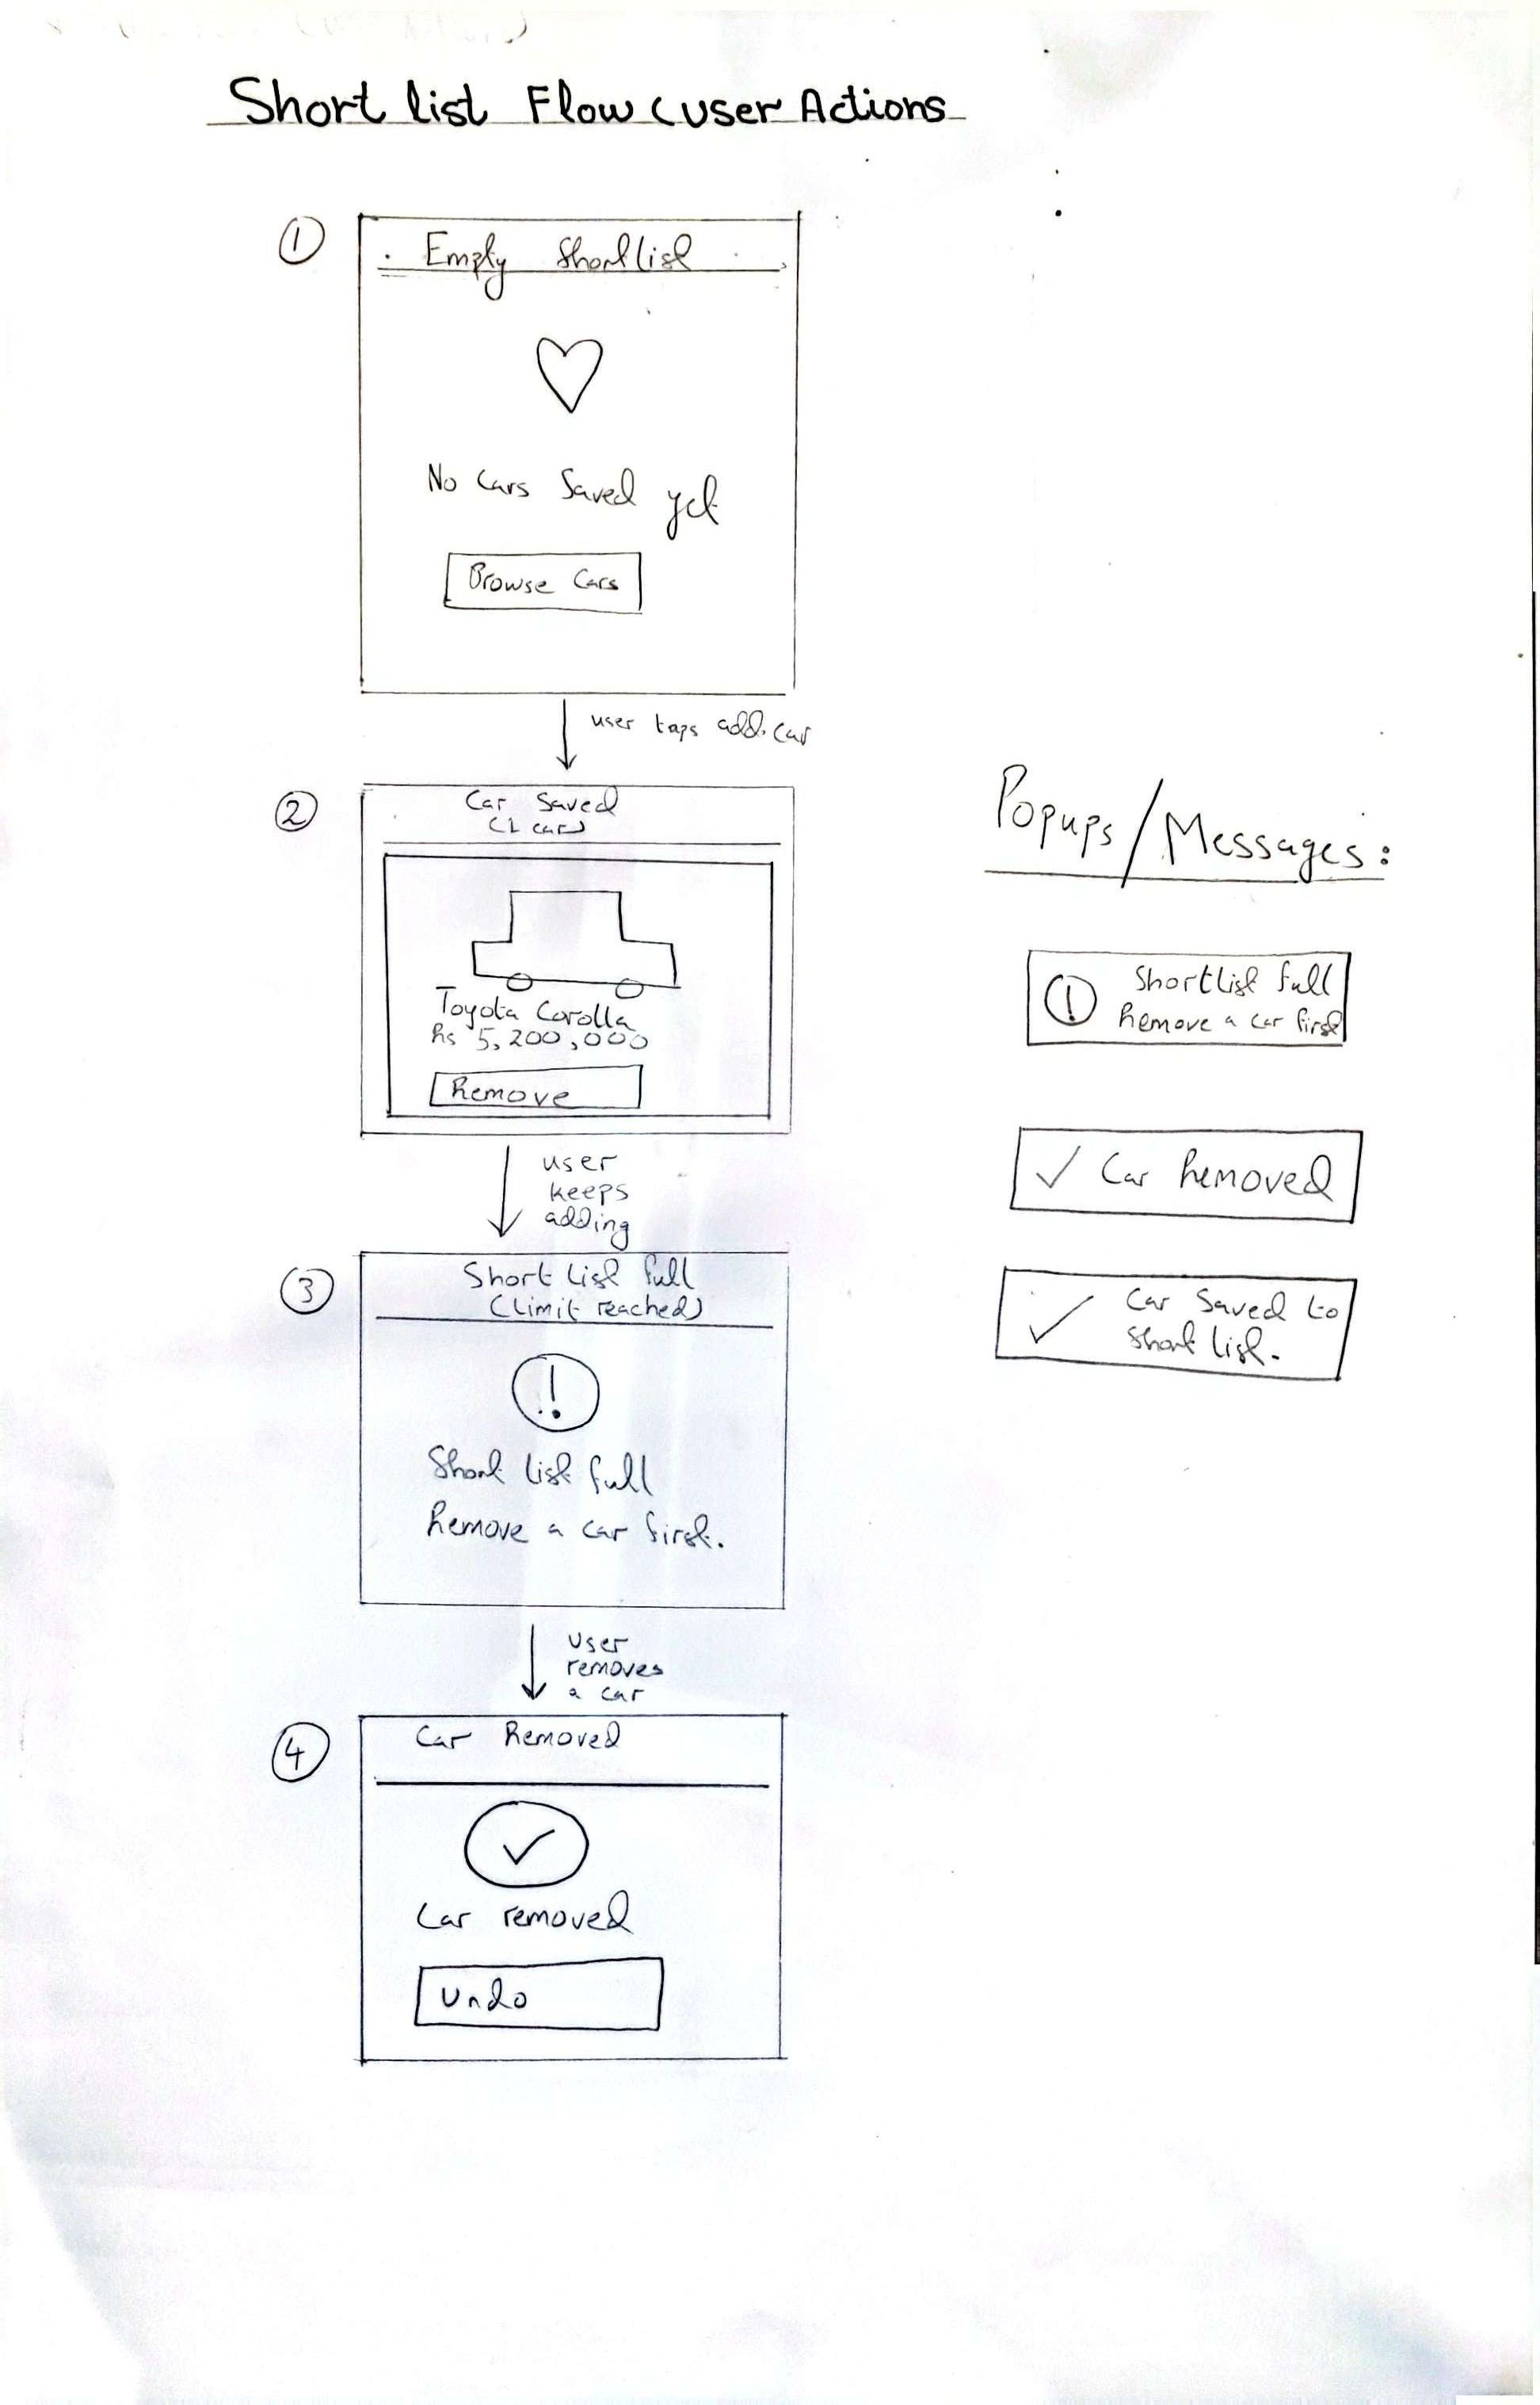 Short list Flow (user Actions
1
Empty Shortlist
No Cars Saved yet
Browse Cars
user taps add car
2
Car Saved
(1 car)
Toyota Corolla
Rs 5,200,000
Remove
user
keeps
adding
3
Short List full
(Limit reached)
!
Short list full
Remove a car first.
user
removes
a car
4
Car Removed
Car removed
Undo
Popups/Messages:
! Shortlist full
Remove a car first
✓ Car Removed
✓ Car Saved to
Short list.